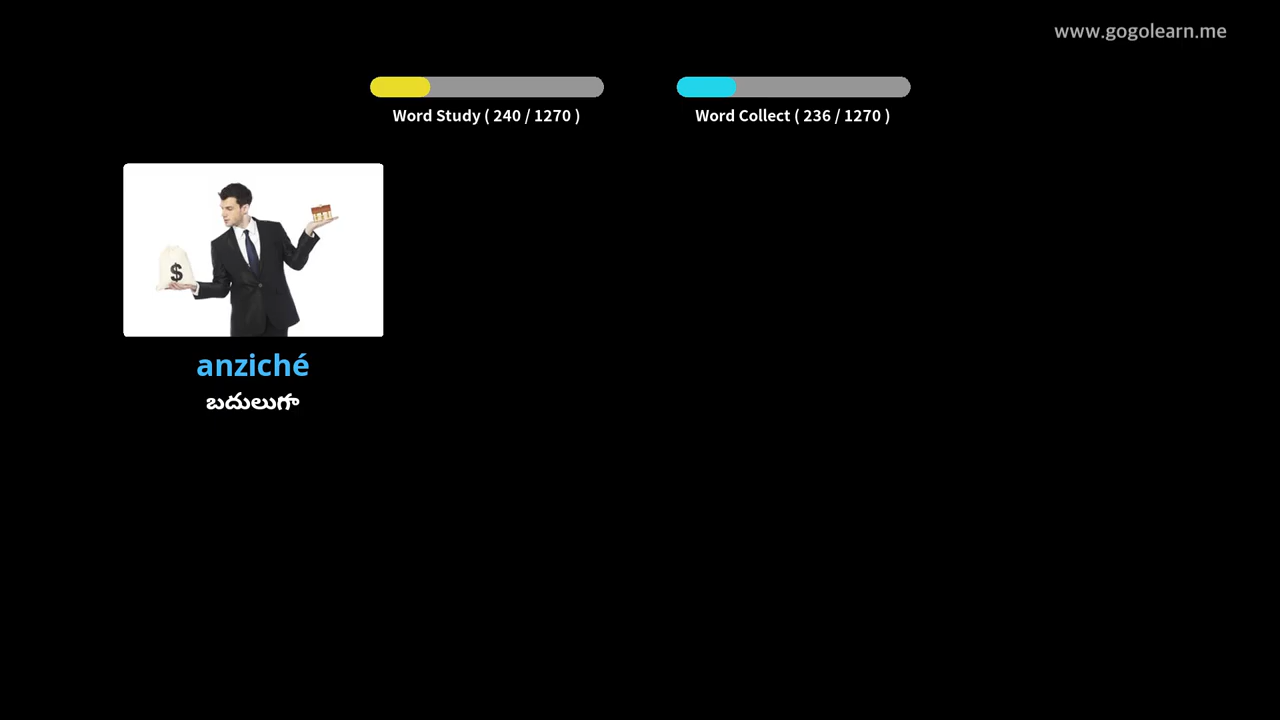 www.gogolearn.me
Word Study ( 240 / 1270 )
Word Collect ( 236 / 1270 )
$
anziché
బదులుగా